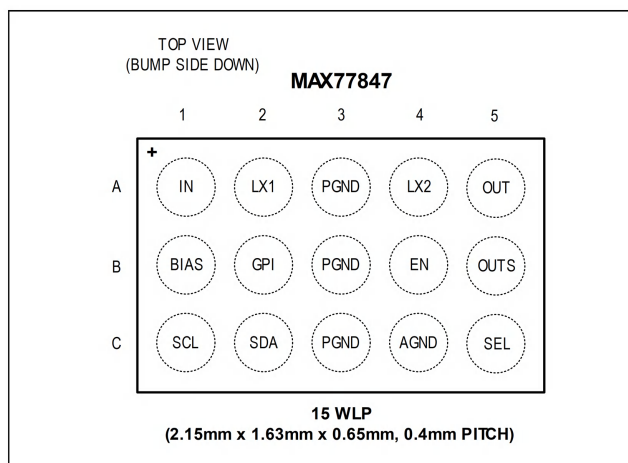 TOP VIEW
(BUMP SIDE DOWN)
MAX77847
1 2 3 4 5
+
A IN LX1 PGND LX2 OUT
B BIAS GPI PGND EN OUTS
C SCL SDA PGND AGND SEL
15 WLP
(2.15mm x 1.63mm x 0.65mm, 0.4mm PITCH)